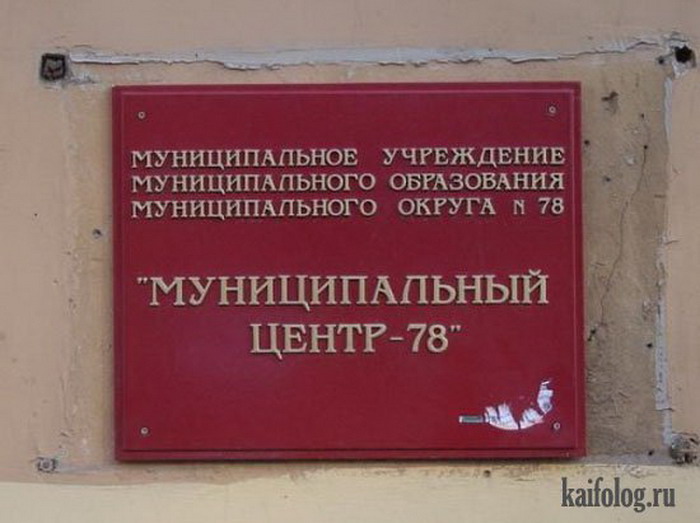 МУНИЦИПАЛЬНОЕ УЧРЕЖДЕНИЕ
МУНИЦИПАЛЬНОГО ОБРАЗОВАНИЯ
МУНИЦИПАЛЬНОГО ОКРУГА N 78
"МУНИЦИПАЛЬНЫЙ
ЦЕНТР-78"
kaifolog.ru